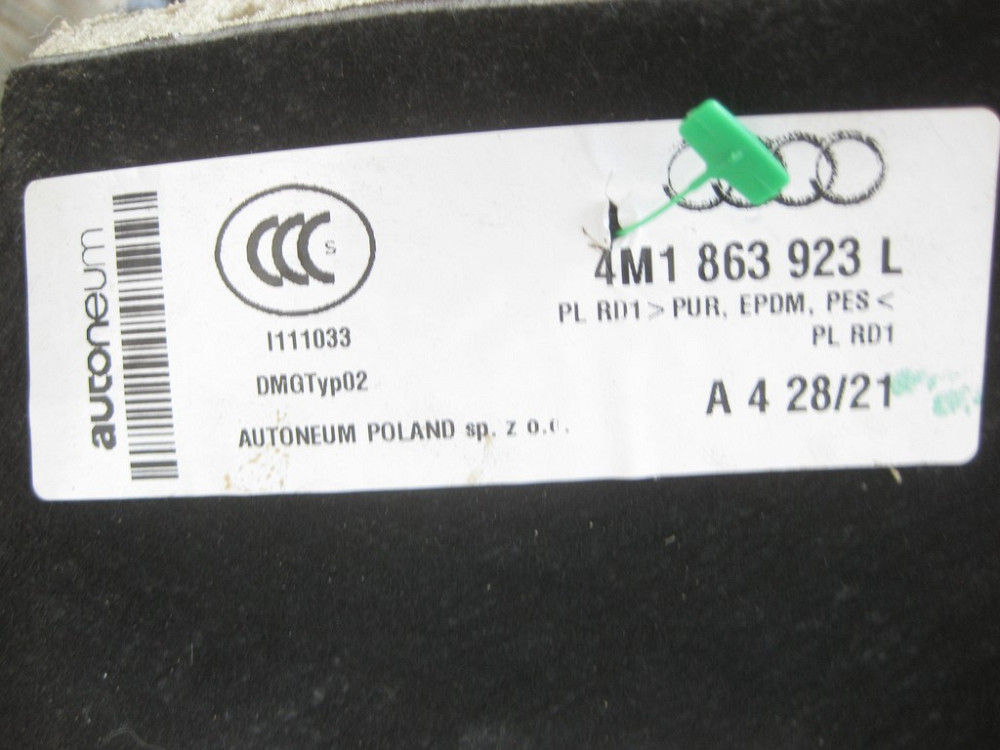 autoneum
CCC S
I111033
DMGTyp02
AUTONEUM POLAND sp. z o.o.
4M1 863 923 L
PL RD1 >PUR, EPDM, PES<
PL RD1
A 4 28/21